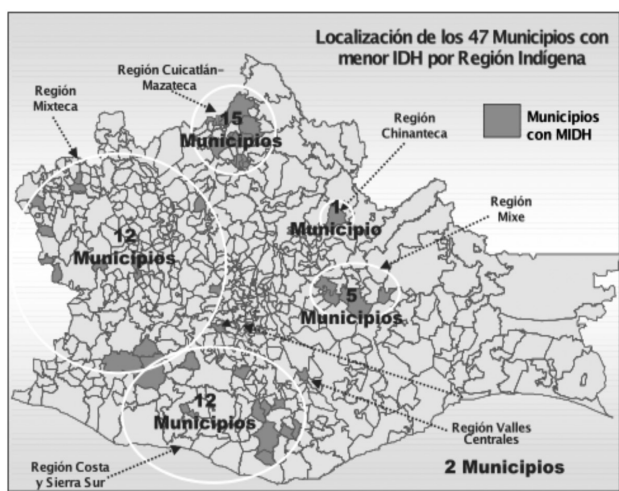 Localización de los 47 Municipios con
menor IDH por Región Indígena
Región Cuicatlán-
Mazateca
Región
Mixteca
15
Municipios
Región
Chinanteca
Municipios
con MIDH
1
Municipio
Región
Mixe
12
Municipios
5
Municipios
12
Municipios
Región Valles
Centrales
Región Costa
y Sierra Sur
2 Municipios